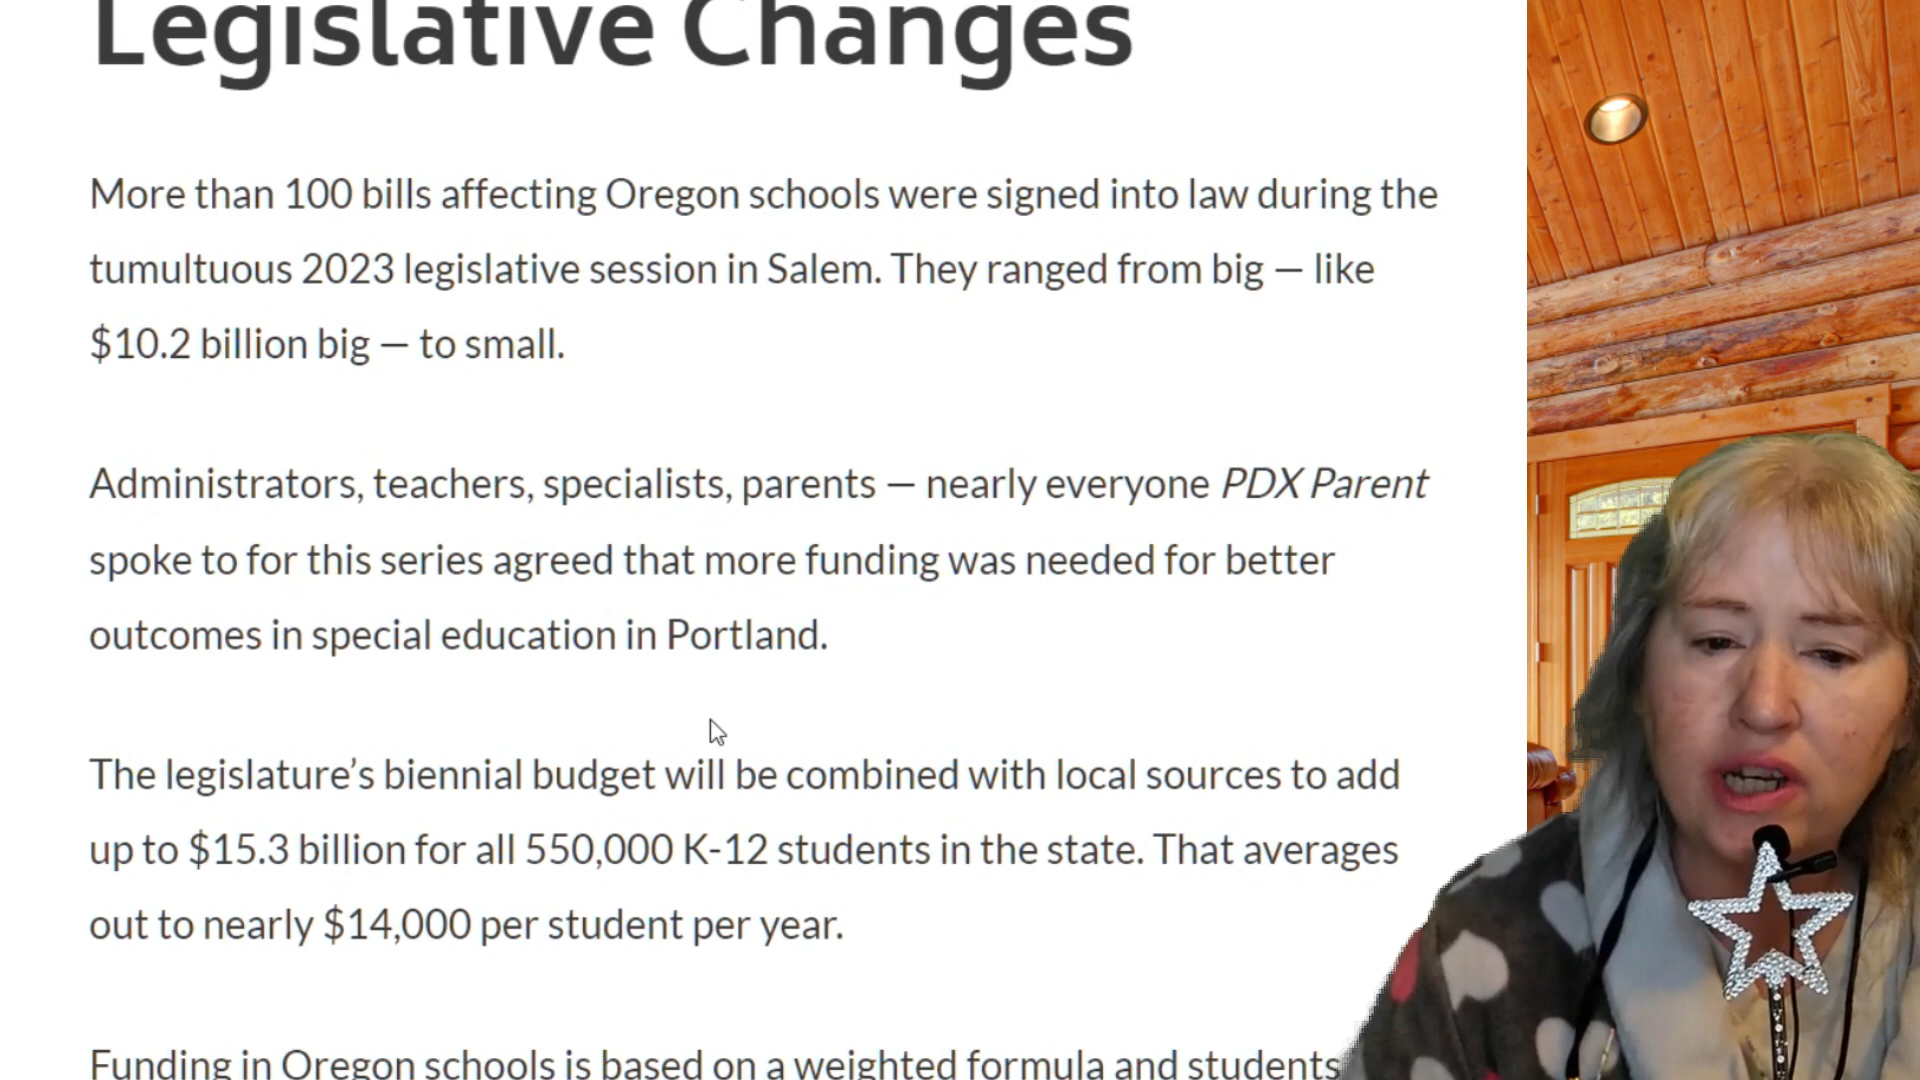 Legislative Changes
More than 100 bills affecting Oregon schools were signed into law during the
tumultuous 2023 legislative session in Salem. They ranged from big — like
$10.2 billion big — to small.
Administrators, teachers, specialists, parents — nearly everyone PDX Parent
spoke to for this series agreed that more funding was needed for better
outcomes in special education in Portland.
The legislature’s biennial budget will be combined with local sources to add
up to $15.3 billion for all 550,000 K-12 students in the state. That averages
out to nearly $14,000 per student per year.
Funding in Oregon schools is based on a weighted formula and students